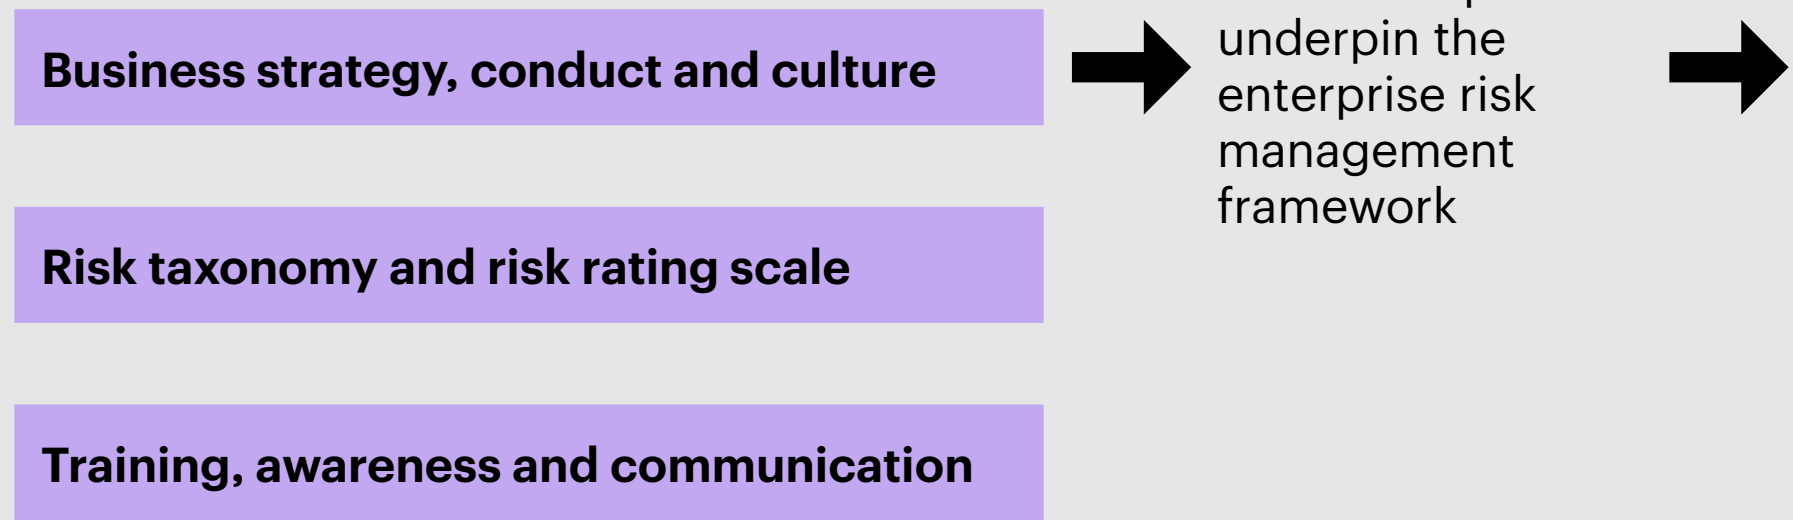 Business strategy, conduct and culture
underpin the
enterprise risk
management
framework
Risk taxonomy and risk rating scale
Training, awareness and communication